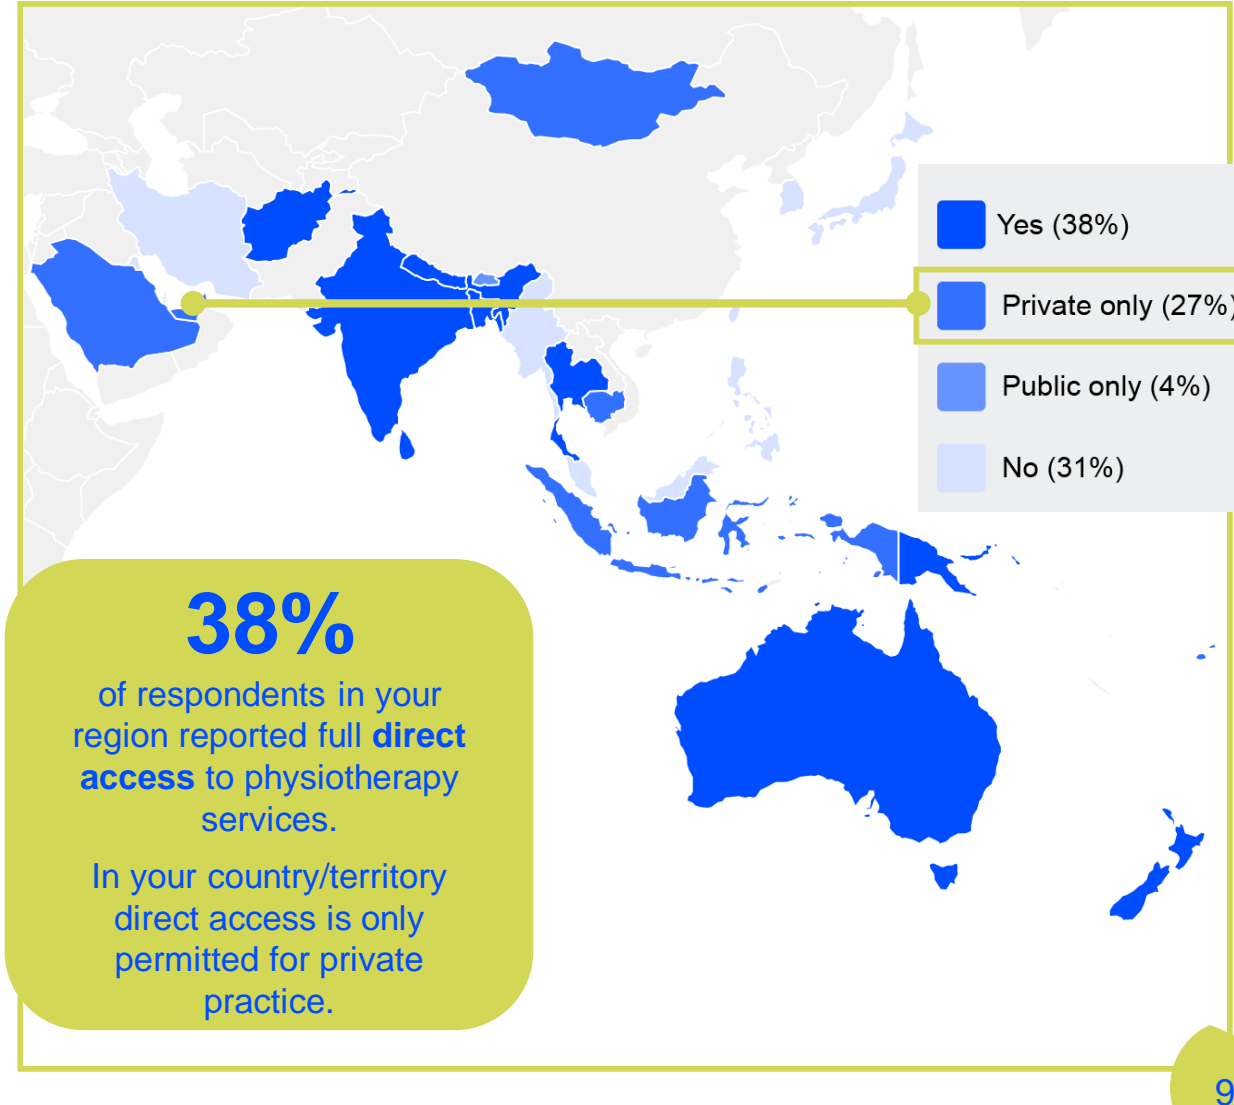 Yes (38%)
Private only (27%)
Public only (4%)
No (31%)
38%
of respondents in your
region reported full direct
access to physiotherapy
services.
In your country/territory
direct access is only
permitted for private
practice.
9